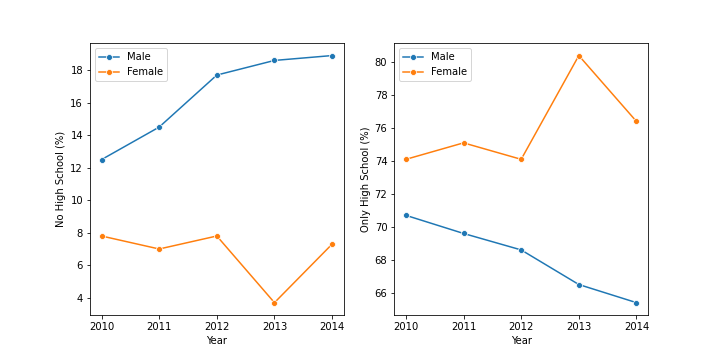 Male
Female
No High School (%)
18
16
14
12
10
8
6
4
2010 2011 2012 2013 2014
Year
Male
Female
Only High School (%)
80
78
76
74
72
70
68
66
2010 2011 2012 2013 2014
Year